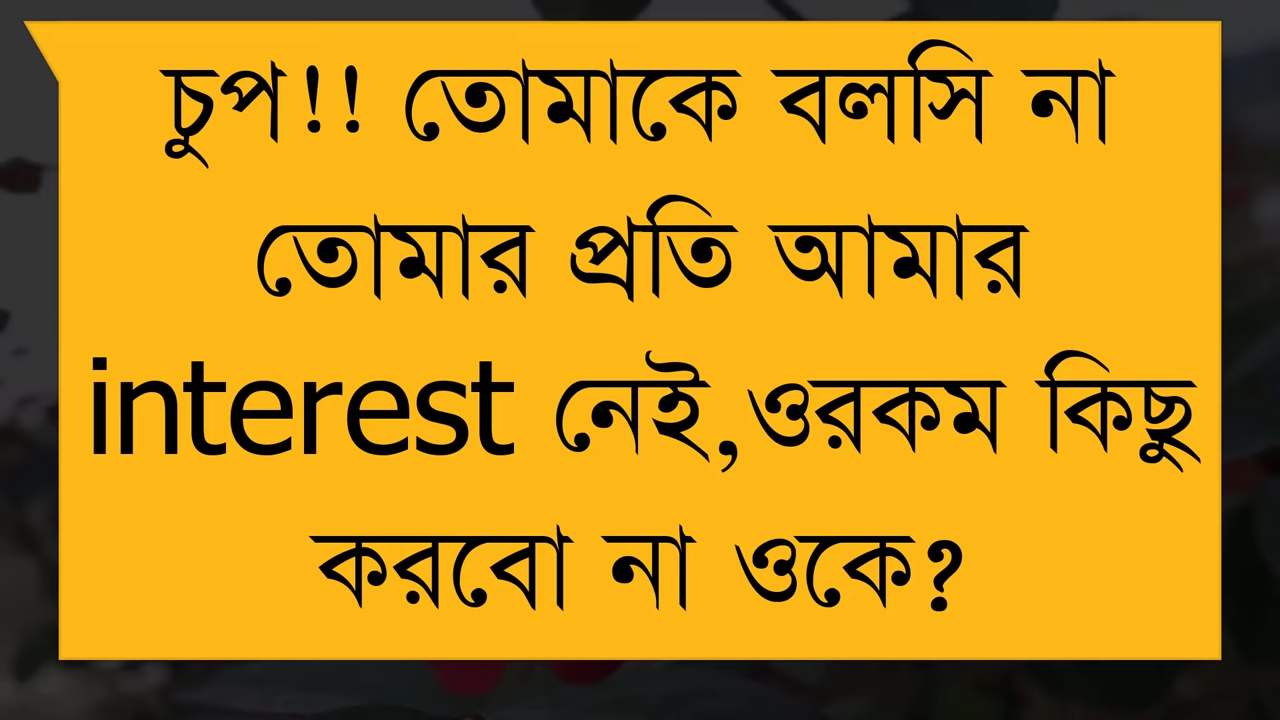 চুপ!! তোমাকে বলসি না
তোমার প্রতি আমার
interest নেই,ওরকম কিছু
করবো না ওকে?